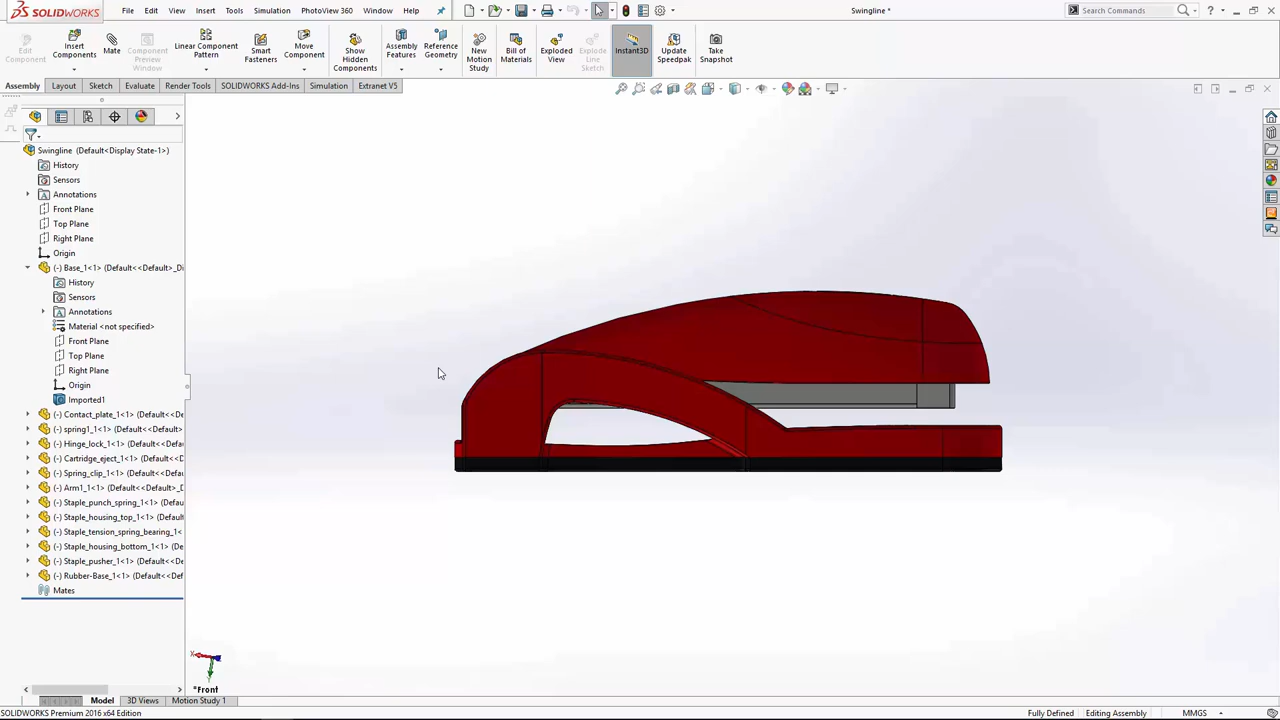 SOLIDWORKS File Edit View Insert Tools Simulation PhotoView 360 Window Help Swingline * Search Commands
Edit Component
Insert Components
Mate
Component Preview Window
Linear Component Pattern
Smart Fasteners
Move Component
Show Hidden Components
Assembly Features
Reference Geometry
New Motion Study
Bill of Materials
Exploded View
Explode Line Sketch
Instant3D
Update Speedpak
Take Snapshot
Assembly Layout Sketch Evaluate Render Tools SOLIDWORKS Add-Ins Simulation Extranet V5
Swingline (Default<Display State-1>)
History
Sensors
Annotations
Front Plane
Top Plane
Right Plane
Origin
(-) Base_1<1> (Default<<Default>_Di
History
Sensors
Annotations
Material <not specified>
Front Plane
Top Plane
Right Plane
Origin
Imported1
(-) Contact_plate_1<1> (Default<
(-) spring1_1<1> (Default<<Defau
(-) Hinge_lock_1<1> (Default<<D
(-) Cartridge_eject_1<1> (Default
(-) Spring_clip_1<1> (Default<<D
(-) Arm1_1<1> (Default<<Default>_D
(-) Staple_punch_spring_1<1> (Defau
(-) Staple_housing_top_1<1> (Defau
(-) Staple_tension_spring_bearing_1<
(-) Staple_housing_bottom_1<1> (De
(-) Staple_pusher_1<1> (Default<<De
(-) Rubber-Base_1<1> (Default<<Def
Mates
X
*Front
Model 3D Views Motion Study 1
SOLIDWORKS Premium 2016 x64 Edition Fully Defined Editing Assembly MMGS